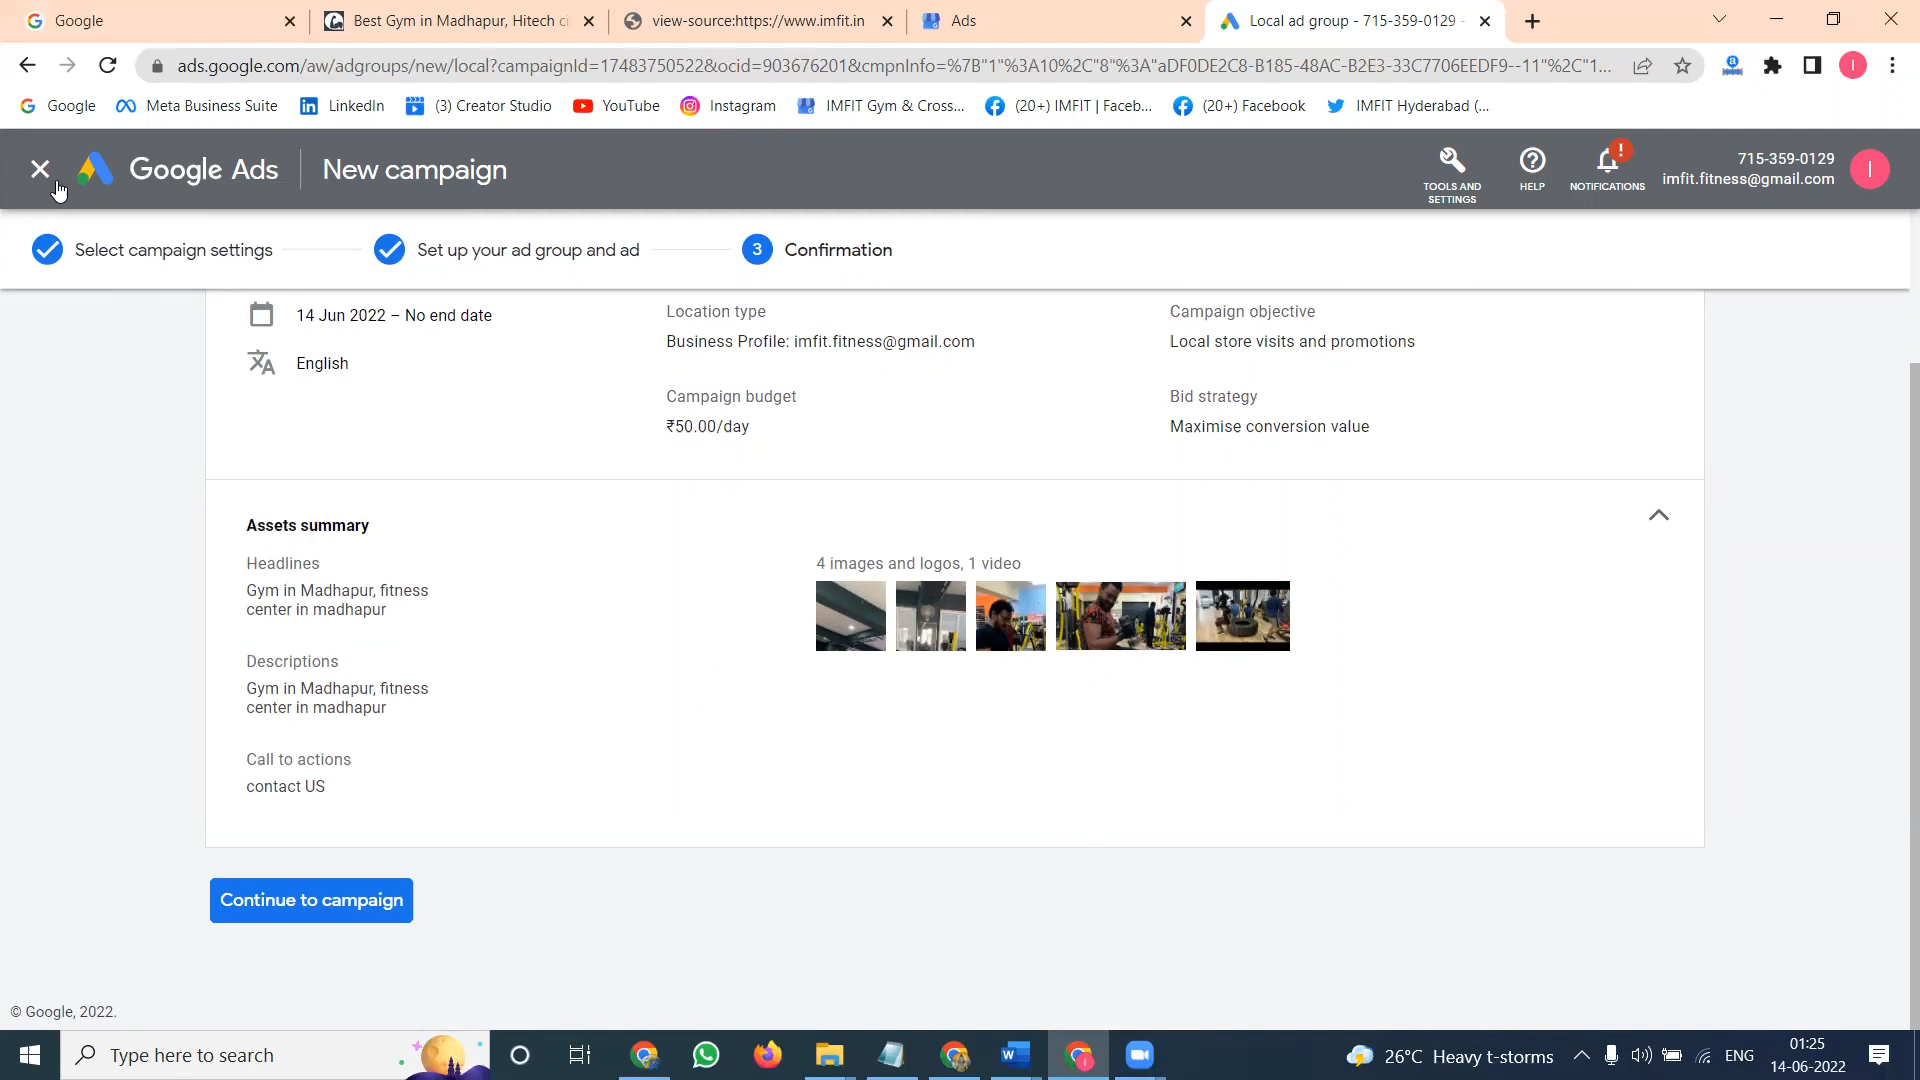 Google
Best Gym in Madhapur, Hitech ci
view-source:https://www.imfit.in
Ads
Local ad group - 715-359-0129 -
ads.google.com/aw/adgroups/new/local?campaignId=17483750522&ocid=903676201&cmpnInfo=%7B"1"%3A10%2C"8"%3A"aDF0DE2C8-B185-48AC-B2E3-33C7706EEDF9--11"%2C"1...
Google
Meta Business Suite
LinkedIn
(3) Creator Studio
YouTube
Instagram
IMFIT Gym & Cross...
(20+) IMFIT | Faceb...
(20+) Facebook
IMFIT Hyderabad (...
Google Ads
New campaign
TOOLS AND
SETTINGS
HELP
NOTIFICATIONS
715-359-0129
imfit.fitness@gmail.com
Select campaign settings
Set up your ad group and ad
3
Confirmation
14 Jun 2022 – No end date
English
Location type
Business Profile: imfit.fitness@gmail.com
Campaign objective
Local store visits and promotions
Campaign budget
₹50.00/day
Bid strategy
Maximise conversion value
Assets summary
Headlines
Gym in Madhapur, fitness
center in madhapur
Descriptions
Gym in Madhapur, fitness
center in madhapur
Call to actions
contact US
4 images and logos, 1 video
Continue to campaign
© Google, 2022.
Type here to search
26°C Heavy t-storms
ENG
01:25
14-06-2022